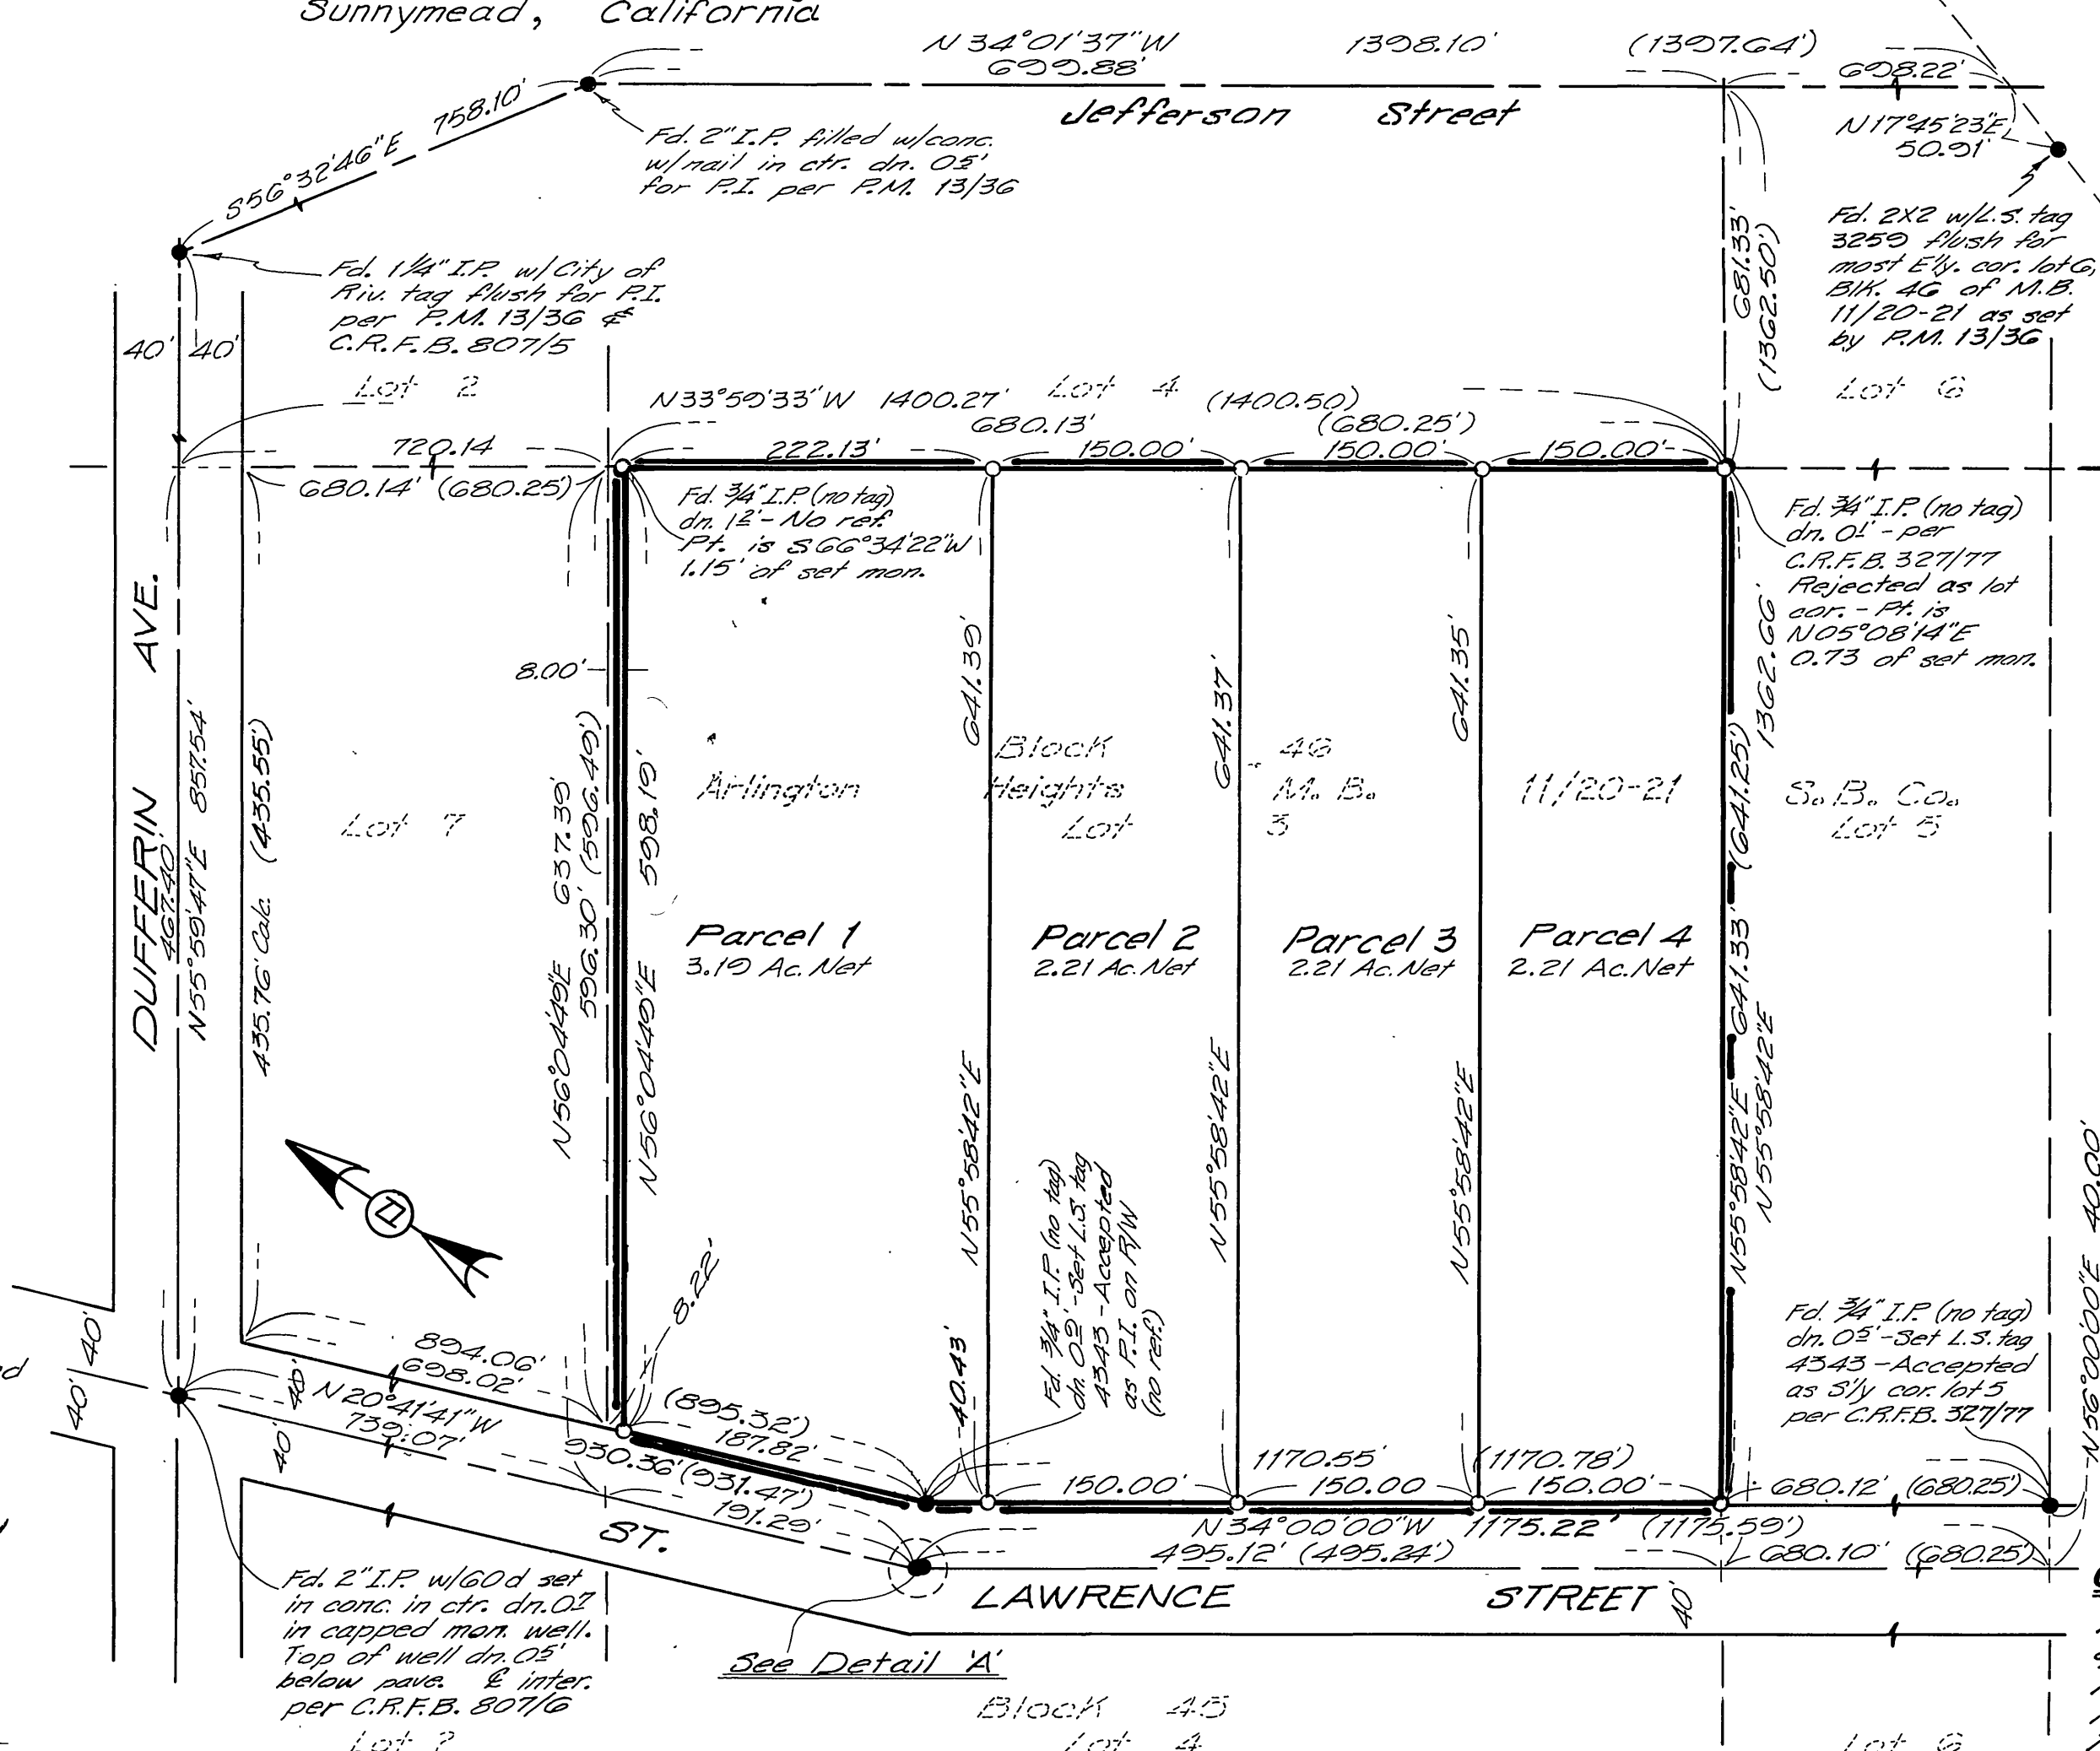 Sunnymead, California
N34°01'37"W 1398.10' (1397.64')
699.88'
698.22'
Jefferson Street
S56°32'46"E 758.10'
N17°45'23"E
50.91'
Fd. 2" I.P. filled w/conc.
w/nail in ctr. dn. 05'
for P.I. per P.M. 13/36
Fd. 1¼" I.P. w/City of
Riv. tag flush for P.I.
per P.M. 13/36 &
C.R.F.B. 807/5
Fd. 2X2 w/L.S. tag
3259 flush for
most E'ly. cor. lot 6,
Blk. 46 of M.B.
11/20-21 as set
by P.M. 13/36
681.33'
(1362.50')
40' 40'
Lot 2
Lot 4
Lot 6
N33°59'33"W 1400.27' (1400.50)
680.13' (680.25')
720.14
222.13' 150.00' 150.00' 150.00'
680.14' (680.25')
Fd. ¾" I.P. (no tag)
dn. 1²' - No ref.
Pt. is S66°34'22"W
1.15' of set mon.
Fd. ¾" I.P. (no tag)
dn. 01' - per
C.R.F.B. 327/77
Rejected as lot
cor. - Pt. is
N05°08'14"E
0.73 of set mon.
DUFFERIN AVE.
467.40'
N55°59'47"E 857.54'
435.76' Calc. (435.55')
8.00'
N56°04'49"E 637.39'
596.30' (596.49')
N56°04'49"E 598.19'
N55°58'42"E 641.39'
N55°58'42"E 641.37'
N55°58'42"E 641.35'
N55°58'42"E 641.33' (641.25')
N55°58'42"E 1362.66'
Block 46
Arlington Heights M. B. 11/20-21 S. B. Co.
Lot 7
Lot 3
Lot 5
Parcel 1
3.19 Ac. Net
Parcel 2
2.21 Ac. Net
Parcel 3
2.21 Ac. Net
Parcel 4
2.21 Ac. Net
Fd. ¾" I.P. (no tag)
dn. 09' - Set L.S. tag
4343 - Accepted
as P.I. on R/W
(no ref.)
Fd. ¾" I.P. (no tag)
dn. 05' - Set L.S. tag
4343 - Accepted
as S'ly cor. lot 5
per C.R.F.B. 327/77
N56°00'00"E 40.00'
8.22'
40.43'
40' 40'
894.06' (895.32')
698.02' 187.82'
N20°41'41"W 930.36' (931.47')
739.07' 191.29'
40' 40'
1170.55' (1170.78')
150.00' 150.00 150.00' 680.12' (680.25')
N34°00'00"W 1175.22' (1175.59')
495.12' (495.24') 680.10' (680.25')
ST.
LAWRENCE STREET
40'
Fd. 2" I.P. w/60d set
in conc. in ctr. dn. 07
in capped mon. well.
Top of well dn. 05'
below pave. ℄ inter.
per C.R.F.B. 807/6
See Detail 'A'
Block 45
Lot 4
Lot 6